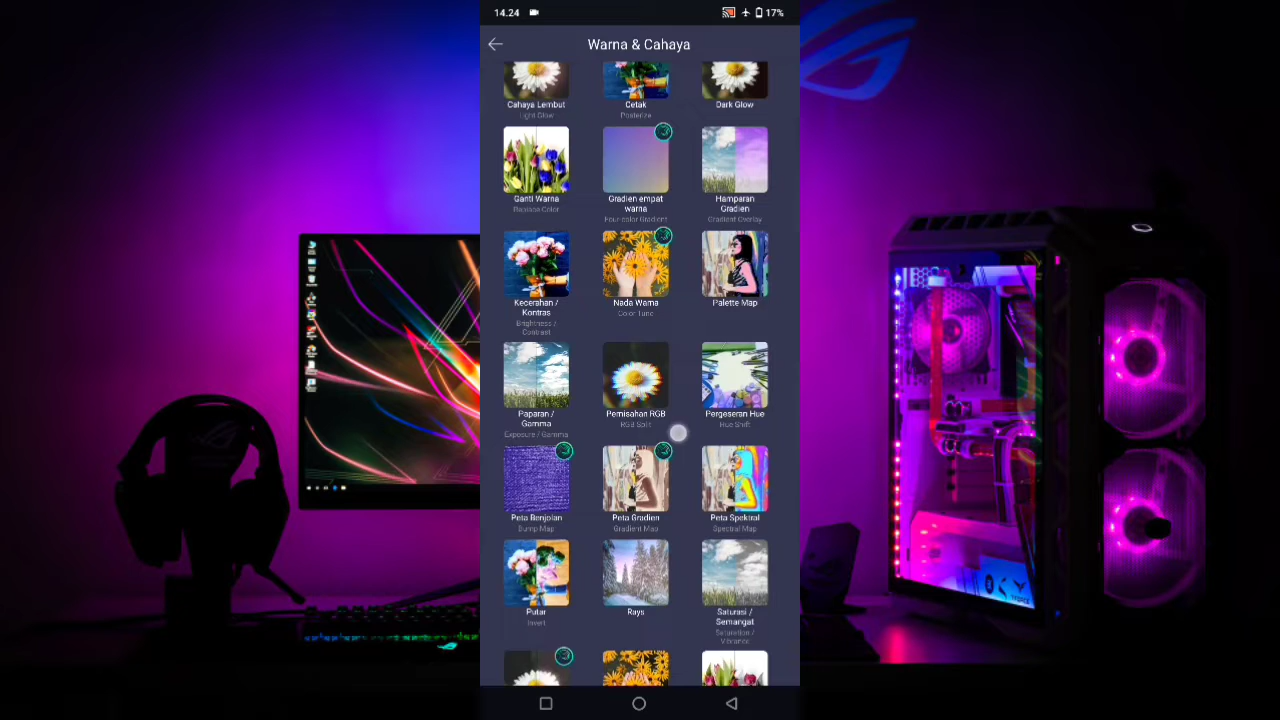 14.24
17%
Warna & Cahaya
Cahaya Lembut
Light Glow
Cetak
Posterize
Dark Glow
Ganti Warna
Replace Color
Gradien empat
warna
Four-color Gradient
Hamparan
Gradien
Gradient Overlay
Kecerahan /
Kontras
Brightness /
Contrast
Nada Warna
Color Tune
Palette Map
Paparan /
Gamma
Exposure / Gamma
Pemisahan RGB
RGB Split
Pergeseran Hue
Hue Shift
Peta Benjolan
Bump Map
Peta Gradien
Gradient Map
Peta Spektral
Spectral Map
Putar
Invert
Rays
Saturasi /
Semangat
Saturation /
Vibrance